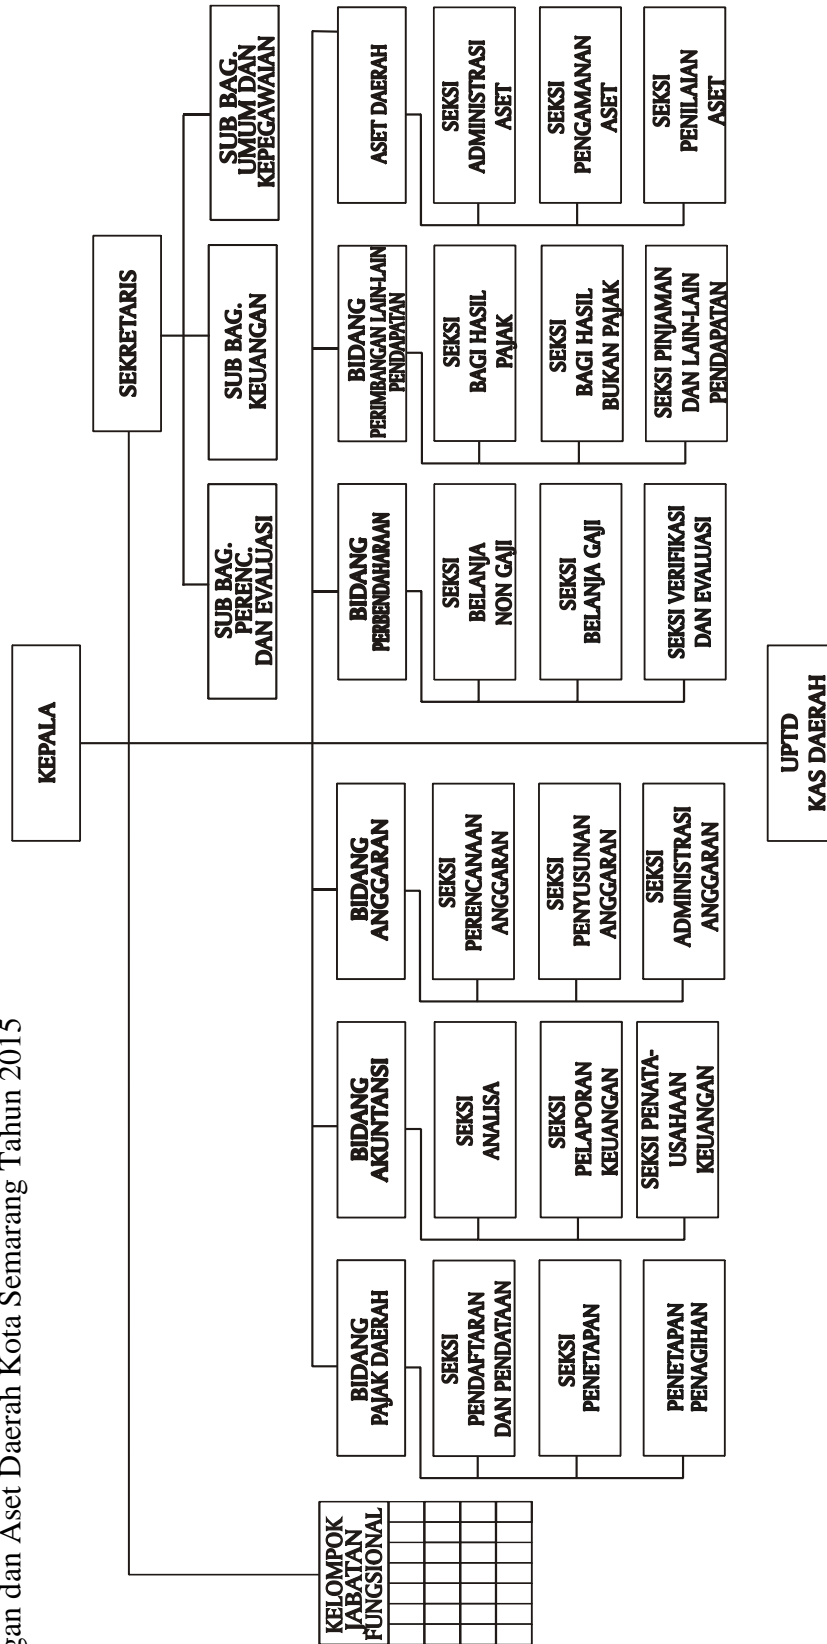 gan dan Aset Daerah Kota Semarang Tahun 2015
KEPALA
SEKRETARIS
SUB BAG.
PERENC.
DAN EVALUASI
SUB BAG.
KEUANGAN
SUB BAG.
UMUM DAN
KEPEGAWAIAN
KELOMPOK
JABATAN
FUNGSIONAL
BIDANG
PAJAK DAERAH
SEKSI
PENDAFTARAN
DAN PENDATAAN
SEKSI
PENETAPAN
PENETAPAN
PENAGIHAN
BIDANG
AKUNTANSI
SEKSI
ANALISA
SEKSI
PELAPORAN
KEUANGAN
SEKSI PENATA-
USAHAAN
KEUANGAN
BIDANG
ANGGARAN
SEKSI
PERENCANAAN
ANGGARAN
SEKSI
PENYUSUNAN
ANGGARAN
SEKSI
ADMINISTRASI
ANGGARAN
BIDANG
PERBENDAHARAAN
SEKSI
BELANJA
NON GAJI
SEKSI
BELANJA GAJI
SEKSI VERIFIKASI
DAN EVALUASI
BIDANG
PERIMBANGAN LAIN-LAIN
PENDAPATAN
SEKSI
BAGI HASIL
PAJAK
SEKSI
BAGI HASIL
BUKAN PAJAK
SEKSI PINJAMAN
DAN LAIN-LAIN
PENDAPATAN
ASET DAERAH
SEKSI
ADMINISTRASI
ASET
SEKSI
PENGAMANAN
ASET
SEKSI
PENILAIAN
ASET
UPTD
KAS DAERAH